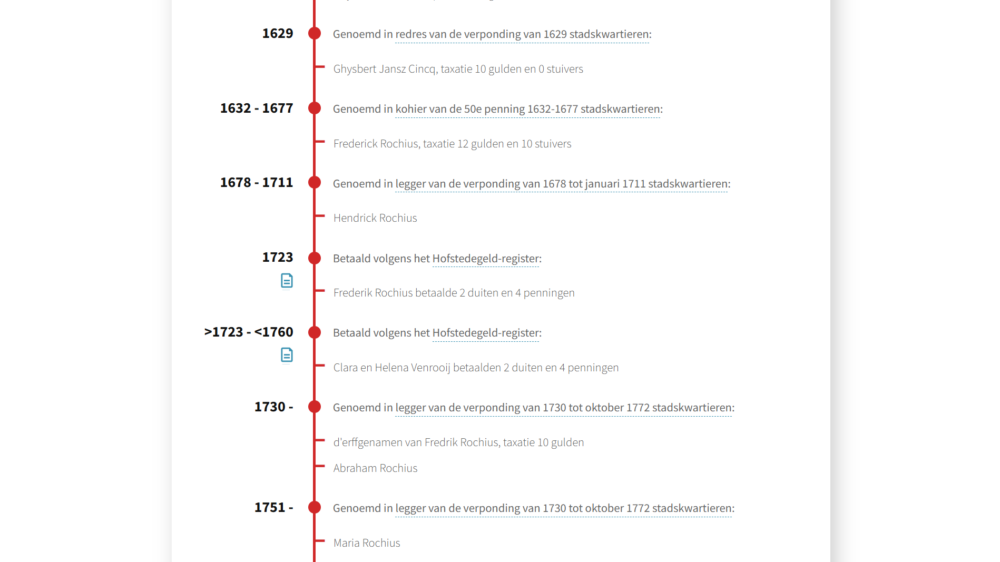 1629
Genoemd in redres van de verponding van 1629 stadskwartieren:
Ghysbert Jansz Cincq, taxatie 10 gulden en 0 stuivers
1632 - 1677
Genoemd in kohier van de 50e penning 1632-1677 stadskwartieren:
Frederick Rochius, taxatie 12 gulden en 10 stuivers
1678 - 1711
Genoemd in legger van de verponding van 1678 tot januari 1711 stadskwartieren:
Hendrick Rochius
1723
Betaald volgens het Hofstedegeld-register:
Frederik Rochius betaalde 2 duiten en 4 penningen
>1723 - <1760
Betaald volgens het Hofstedegeld-register:
Clara en Helena Venrooij betaalden 2 duiten en 4 penningen
1730 -
Genoemd in legger van de verponding van 1730 tot oktober 1772 stadskwartieren:
d'erffgenamen van Fredrik Rochius, taxatie 10 gulden
Abraham Rochius
1751 -
Genoemd in legger van de verponding van 1730 tot oktober 1772 stadskwartieren:
Maria Rochius